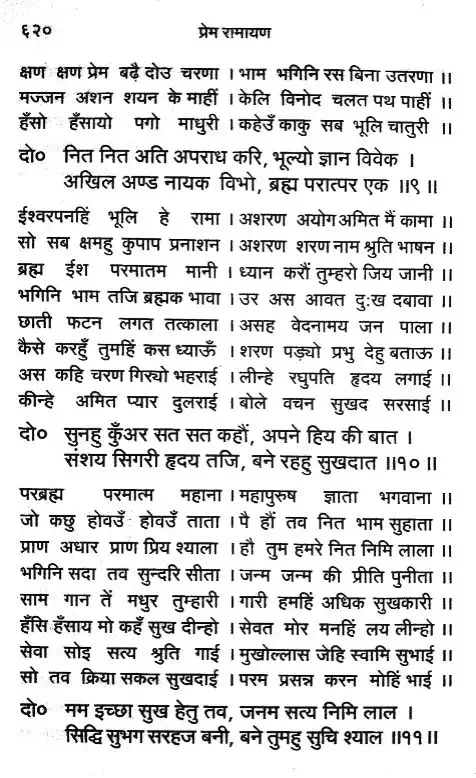 ६२० प्रेम रामायण
क्षण क्षण प्रेम बढ़ै दोउ चरणा । भाम भगिनि रस बिना उतरणा ।।
मज्जन अशन शयन के माहीं । केलि विनोद चलत पथ पाहीं ।।
हँसो हँसायो पगो माधुरी । कहेउँ काकु सब भूलि चातुरी ।।
दो० नित नित अति अपराध करि, भूल्यो ज्ञान विवेक ।
अखिल अण्ड नायक विभो, ब्रह्म परात्पर एक ।।९ ।।
ईश्वरपनहिं भूलि हे रामा । अशरण अयोग अमित मैं कामा ।।
सो सब क्षमहु कुपाप प्रनाशन । अशरण शरण नाम श्रुति भाषन ।।
ब्रह्म ईश परमातम मानी । ध्यान करौं तुम्हरो जिय जानी ।।
भगिनि भाम तजि ब्रह्मक भावा । उर अस आवत दुःख दबावा ।।
छाती फटन लगत तत्काला । असह वेदनामय जन पाला ।।
कैसे करहुँ तुमहिं कस ध्याऊँ । शरण पड़्यो प्रभु देहु बताऊ ।।
अस कहि चरण गिर्‌यो भहराई । लीन्हे रघुपति हृदय लगाई ।।
कीन्हे अमित प्यार दुलराई । बोले वचन सुखद सरसाई ।।
दो० सुनहु कुँअर सत सत कहौं, अपने हिय की बात ।
संशय सिगरी हृदय तजि, बने रहहु सुखदात ।।१०।।
परब्रह्म परमात्म महाना । महापुरुष ज्ञाता भगवाना ।।
जो कछु होवउँ होवउँ ताता । पै हौं तव नित भाम सुहाता ।।
प्राण अधार प्राण प्रिय श्याला । हौ तुम हमरे नित निमि लाला ।।
भगिनि सदा तव सुन्दरि सीता । जन्म जन्म की प्रीति पुनीता ।।
साम गान तें मधुर तुम्हारी । गारी हमहिं अधिक सुखकारी ।।
हँसि हँसाय मो कहँ सुख दीन्हो । सेवत मोर मनहिं लय लीन्हो ।।
सेवा सोइ सत्य श्रुति गाई । मुखोल्लास जेहि स्वामि सुभाई ।।
सो तव क्रिया सकल सुखदाई । परम प्रसन्न करन मोहिं भाई ।।
दो० मम इच्छा सुख हेतु तव, जनम सत्य निमि लाल ।
सिद्धि सुभग सरहज बनी, बने तुमहु सुचि श्याल ।।११।।